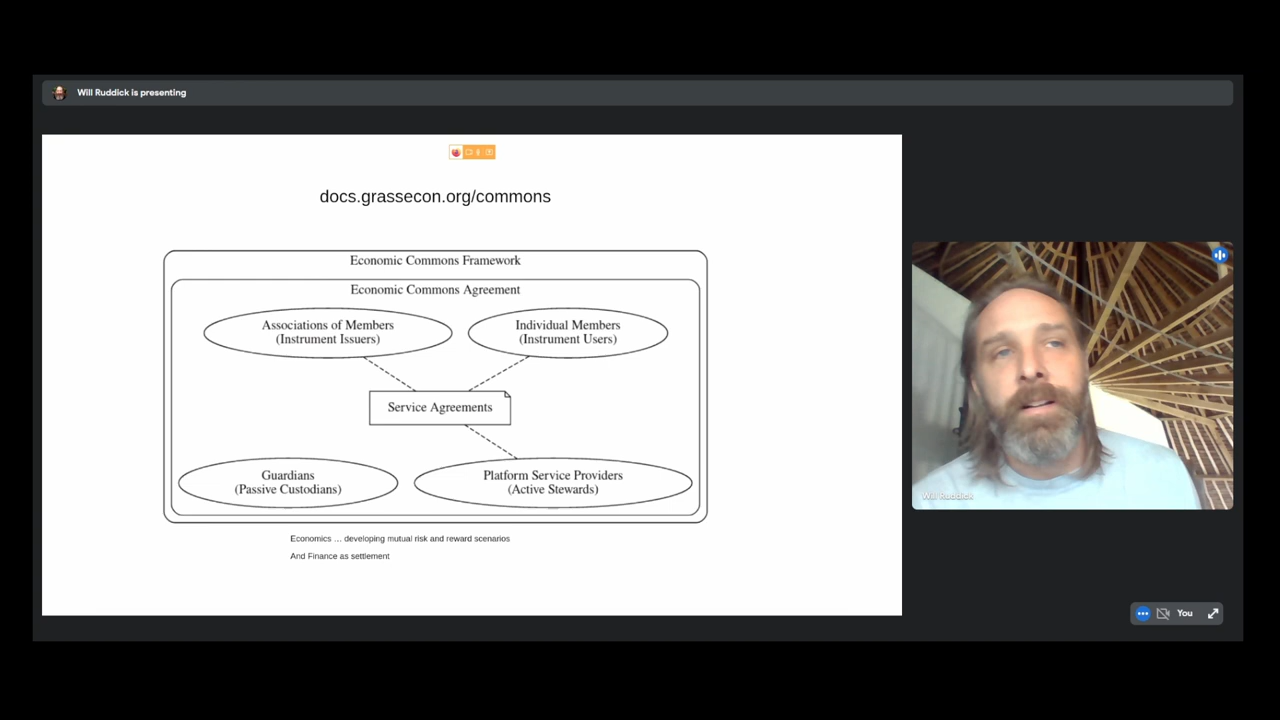 Will Ruddick is presenting
docs.grassecon.org/commons
Economic Commons Framework
Economic Commons Agreement
Associations of Members
(Instrument Issuers)
Individual Members
(Instrument Users)
Service Agreements
Guardians
(Passive Custodians)
Platform Service Providers
(Active Stewards)
Economics ... developing mutual risk and reward scenarios
And Finance as settlement
Will Ruddick
You